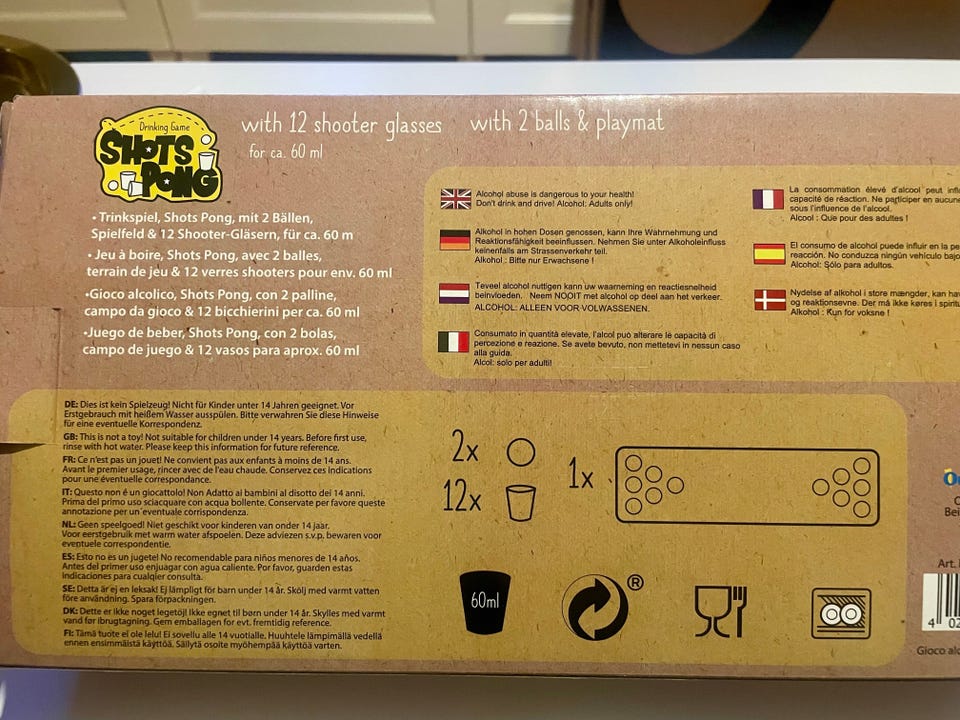 Drinking Game
SHOTS
PONG
with 12 shooter glasses with 2 balls & playmat
for ca. 60 ml
• Trinkspiel, Shots Pong, mit 2 Bällen,
Spielfeld & 12 Shooter-Gläsern, für ca. 60 m
• Jeu à boire, Shots Pong, avec 2 balles,
terrain de jeu & 12 verres shooters pour env. 60 ml
•Gioco alcolico, Shots Pong, con 2 palline,
campo da gioco & 12 bicchierini per ca. 60 ml
•Juego de beber, Shots Pong, con 2 bolas,
campo de juego & 12 vasos para aprox. 60 ml
Alcohol abuse is dangerous to your health!
Don't drink and drive! Alcohol: Adults only!
Alkohol in hohen Dosen genossen, kann Ihre Wahrnehmung und
Reaktionsfähigkeit beeinflussen. Nehmen Sie unter Alkoholeinfluss
keinenfalls am Strassenverkehr teil.
Alkohol : Bitte nur Erwachsene !
Teveel alcohol nuttigen kann uw waarneming en reactiesnelheid
beinvloeden. Neem NOOIT met alcohol op deel aan het verkeer.
ALCOHOL: ALLEEN VOOR VOLWASSENEN.
Consumato in quantità elevate, l'alcol può alterare le capacità di
percezione e reazione. Se avete bevuto, non mettetevi in nessun caso
alla guida.
Alcol: solo per adulti!
La consommation élevé d'alcool peut
capacité de réaction. Ne participer en aucune
sous l'influence de l'alcool.
Alcool : Que pour des adultes !
El consumo de alcohol puede influir en la
reacción. No conduzca ningún vehículo bajo
Alcohol: Sólo para adultos.
Nydelse af alkohol i store mængder, kan
og reaktionsevne. Der må ikke køres i
Alkohol : Kun for voksne !
DE: Dies ist kein Spielzeug! Nicht für Kinder unter 14 Jahren geeignet. Vor
Erstgebrauch mit heißem Wasser ausspülen. Bitte verwahren Sie diese Hinweise
für eine eventuelle Korrespondenz.
GB: This is not a toy! Not suitable for children under 14 years. Before first use,
rinse with hot water. Please keep this information for future reference.
FR: Ce n'est pas un jouet! Ne convient pas aux enfants à moins de 14 ans.
Avant le premier usage, rincer avec de l'eau chaude. Conservez ces indications
pour une éventuelle correspondance.
IT: Questo non é un giocattolo! Non Adatto ai bambini al disotto dei 14 anni.
Prima del primo uso sciacquare con acqua bollente. Conservate per favore queste
annotazione per un'eventuale corrispondenza.
NL: Geen speelgoed! Niet geschikt voor kinderen van onder 14 jaar.
Voor eerstgebruik met warm water afspoelen. Deze adviezen s.v.p. bewaren voor
eventuele correspondentie.
ES: Esto no es un jugete! No recomendable para niños menores de 14 años.
Antes del primer uso enjuagar con agua caliente. Por favor, guarden estas
indicaciones para cualqier consulta.
SE: Detta är ej en leksak! Ej lämpligt för barn under 14 år. Skölj med varmt vatten
före användning. Spara förpackningen.
DK: Dette er ikke noget legetöj! Ikke egnet til børn under 14 år. Skylles med varmt
vand før ibrugtagning. Gem emballagen for evt. fremtidig reference.
FI: Tämä tuote ei ole lelu! Ei sovellu alle 14 vuotialle. Huuhtele lämpimällä vedellä
ennen ensimmäistä käyttöä. Säilytä osoite myöhempää käyttöä varten.
2x
12x
1x
60ml
®
Bei
Art.
4 02
Gioco